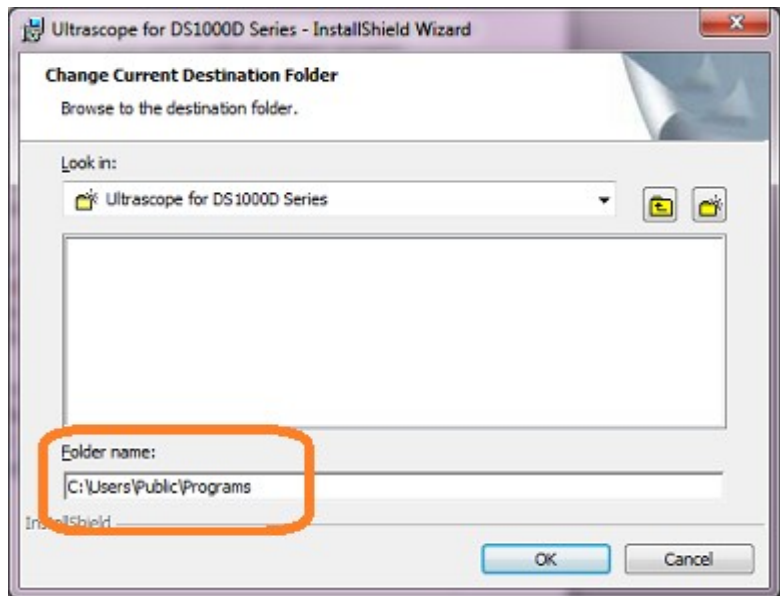 Ultrascope for DS1000D Series - InstallShield Wizard
Change Current Destination Folder
Browse to the destination folder.
Look in:
Ultrascope for DS1000D Series
Folder name:
C:\Users\Public\Programs
InstallShield
OK Cancel